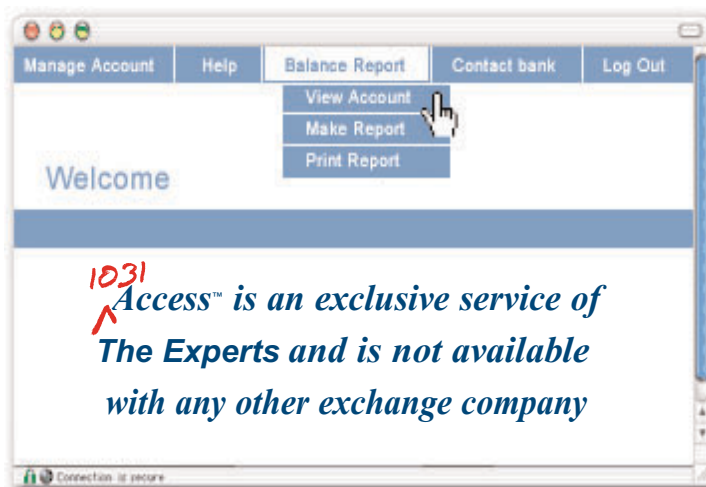 Manage Account Help Balance Report Contact bank Log Out
View Account
Make Report
Print Report
Welcome
1031
Access™ is an exclusive service of
The Experts and is not available
with any other exchange company
Connection is secure